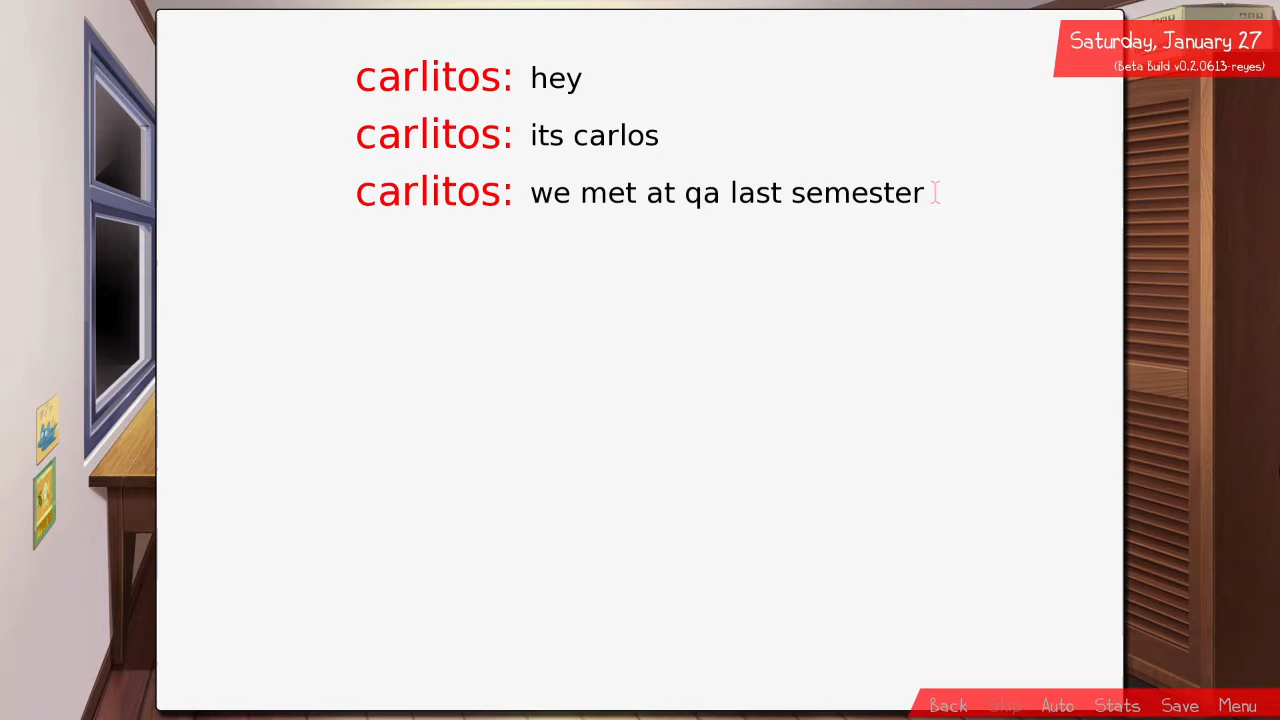 Saturday, January 27
(Beta Build v0.2.0613-reyes)
carlitos: hey
carlitos: its carlos
carlitos: we met at qa last semester
Back Skip Auto Stats Save Menu